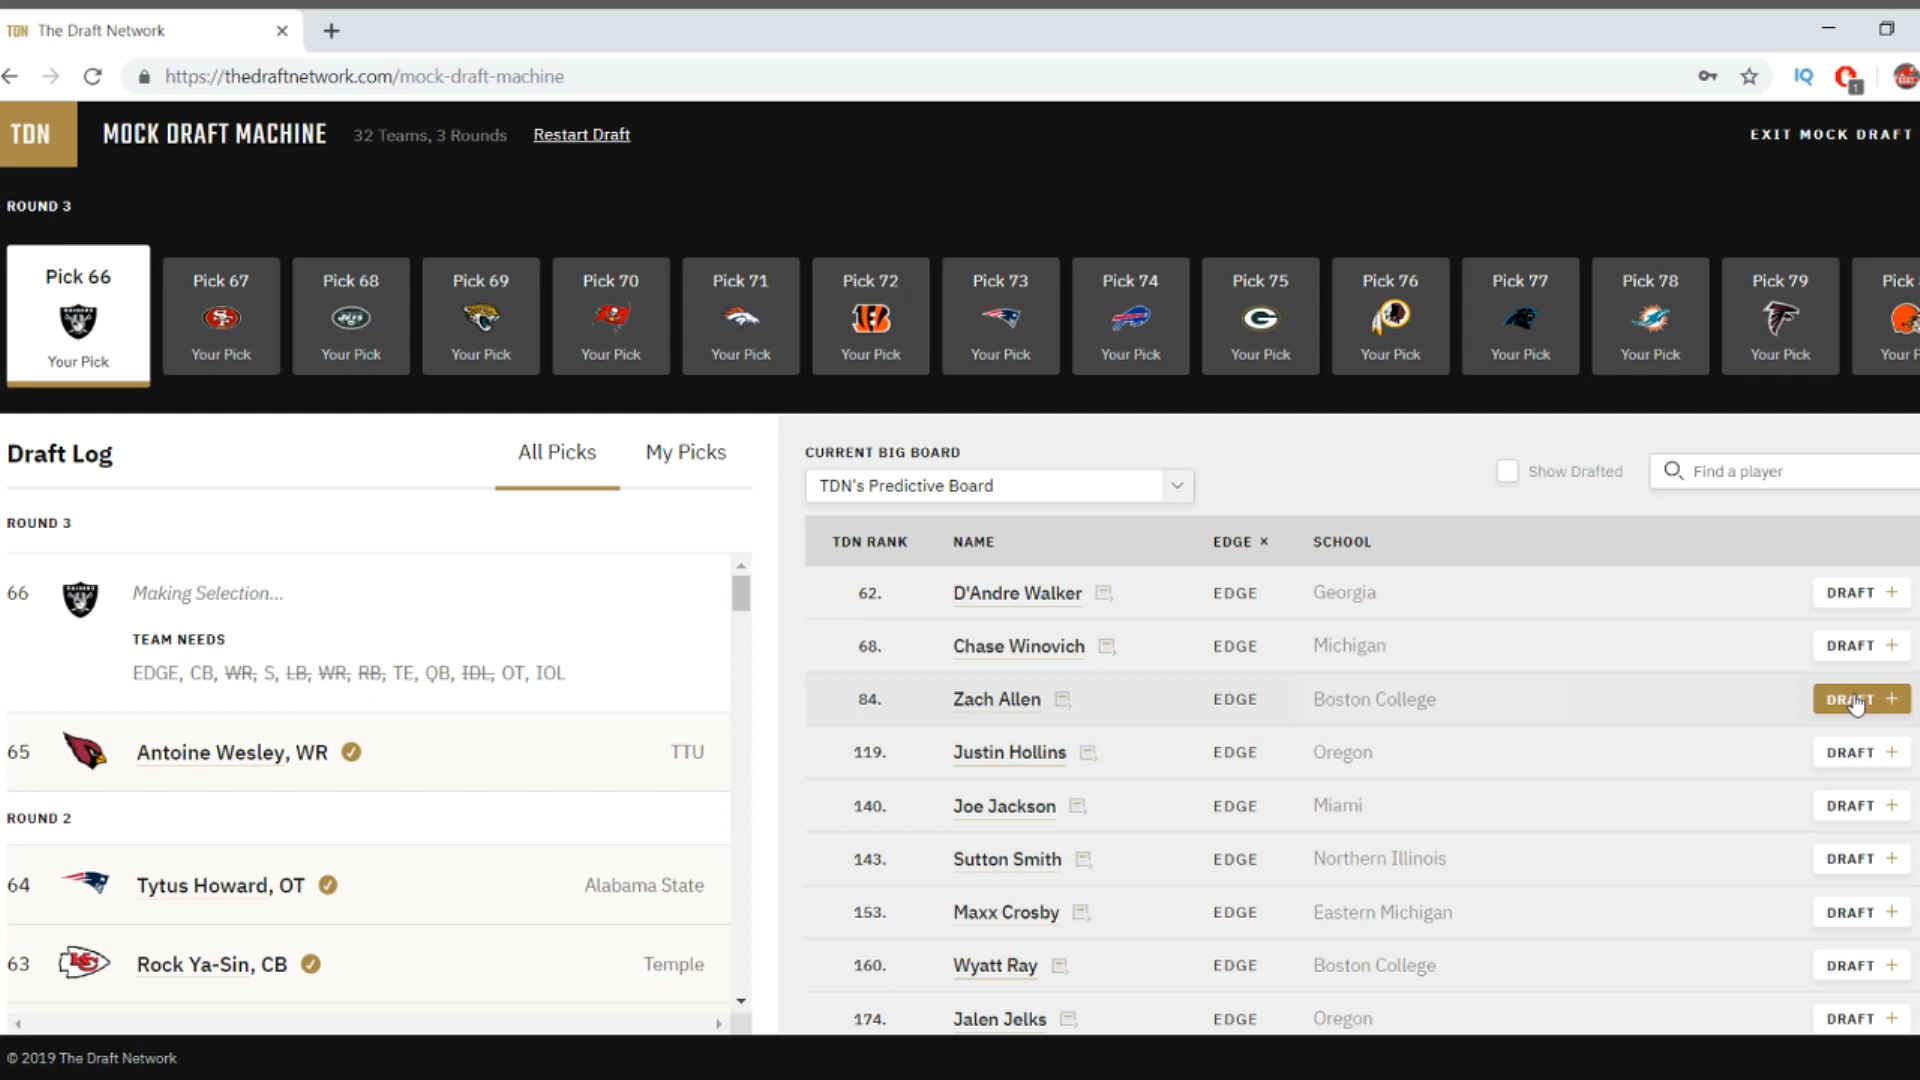 TDN The Draft Network
https://thedraftnetwork.com/mock-draft-machine
IQ
1
TDN MOCK DRAFT MACHINE 32 Teams, 3 Rounds Restart Draft EXIT MOCK DRAFT
ROUND 3
Pick 66 Pick 67 Pick 68 Pick 69 Pick 70 Pick 71 Pick 72 Pick 73 Pick 74 Pick 75 Pick 76 Pick 77 Pick 78 Pick 79 Pick
RAIDERS
Your Pick Your Pick Your Pick Your Pick Your Pick Your Pick Your Pick Your Pick Your Pick Your Pick Your Pick Your Pick Your Pick Your Pick Your P
Draft Log All Picks My Picks
ROUND 3
66 RAIDERS Making Selection...
TEAM NEEDS
EDGE, CB, WR, S, LB, WR, RB, TE, QB, IDL, OT, IOL
65 Antoine Wesley, WR TTU
ROUND 2
64 Tytus Howard, OT Alabama State
63 KC Rock Ya-Sin, CB Temple
CURRENT BIG BOARD
TDN's Predictive Board Show Drafted Find a player
TDN RANK NAME EDGE × SCHOOL
62. D'Andre Walker EDGE Georgia DRAFT +
68. Chase Winovich EDGE Michigan DRAFT +
84. Zach Allen EDGE Boston College DRAFT +
119. Justin Hollins EDGE Oregon DRAFT +
140. Joe Jackson EDGE Miami DRAFT +
143. Sutton Smith EDGE Northern Illinois DRAFT +
153. Maxx Crosby EDGE Eastern Michigan DRAFT +
160. Wyatt Ray EDGE Boston College DRAFT +
174. Jalen Jelks EDGE Oregon DRAFT +
© 2019 The Draft Network